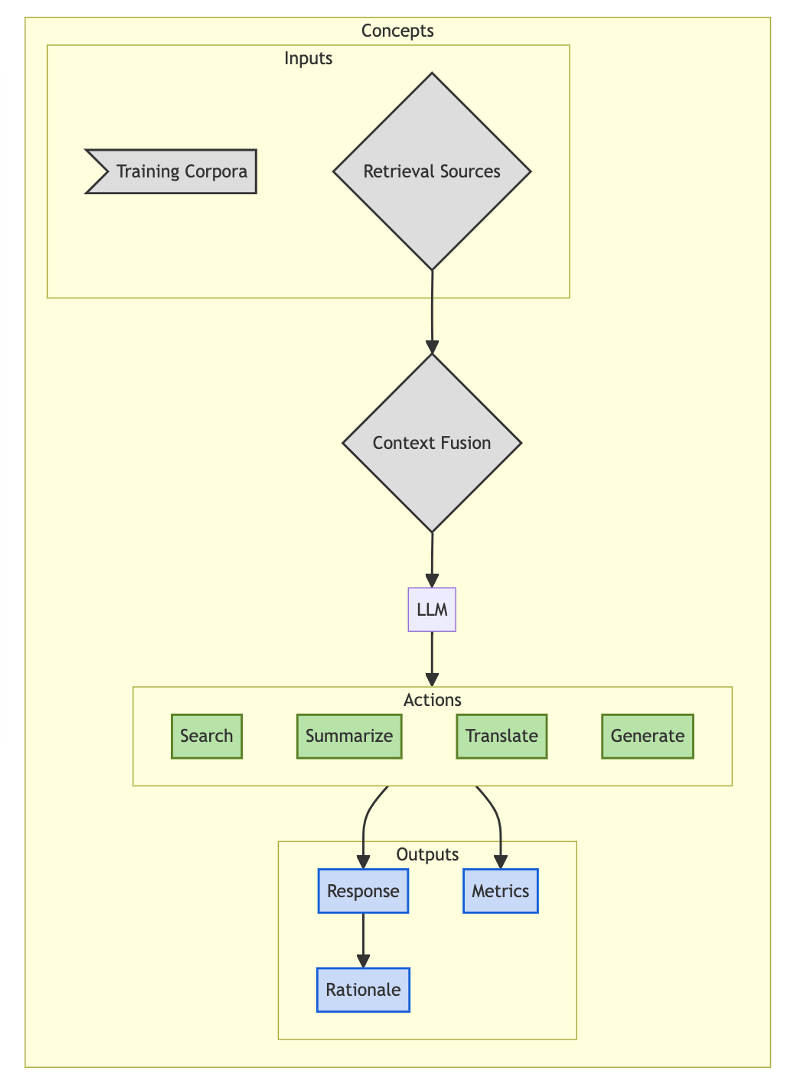 Concepts
Inputs
Training Corpora
Retrieval Sources
Context Fusion
LLM
Actions
Search
Summarize
Translate
Generate
Outputs
Response
Metrics
Rationale